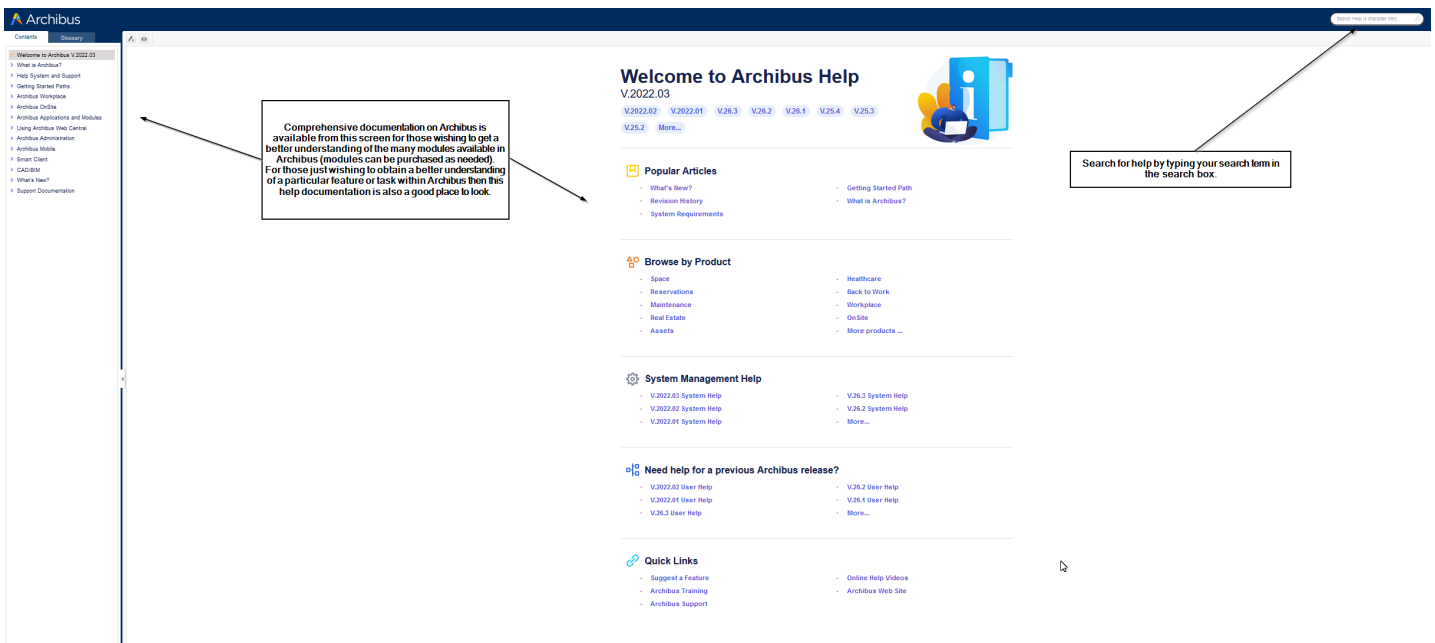 Archibus
Search Help (4 character min)
Contents
Glossary
Welcome to Archibus V.2022.03
What is Archibus?
Help System and Support
Getting Started Paths
Archibus Workplace
Archibus OnSite
Archibus Applications and Modules
Using Archibus Web Central
Archibus Administration
Archibus Mobile
Smart Client
CAD/BIM
What's New?
Support Documentation
Comprehensive documentation on Archibus is
available from this screen for those wishing to get a
better understanding of the many modules available in
Archibus (modules can be purchased as needed).
For those just wishing to obtain a better understanding
of a particular feature or task within Archibus then this
help documentation is also a good place to look.
Welcome to Archibus Help
V.2022.03
V.2022.02 V.2022.01 V.26.3 V.26.2 V.26.1 V.25.4 V.25.3
V.25.2 More...
Search for help by typing your search term in
the search box.
Popular Articles
What's New?
Revision History
System Requirements
Getting Started Path
What is Archibus?
Browse by Product
Space
Reservations
Maintenance
Real Estate
Assets
Healthcare
Back to Work
Workplace
OnSite
More products ...
System Management Help
V.2022.03 System Help
V.2022.02 System Help
V.2022.01 System Help
V.26.3 System Help
V.26.2 System Help
More...
Need help for a previous Archibus release?
V.2022.02 User Help
V.2022.01 User Help
V.26.3 User Help
V.26.2 User Help
V.26.1 User Help
More...
Quick Links
Suggest a Feature
Archibus Training
Archibus Support
Online Help Videos
Archibus Web Site